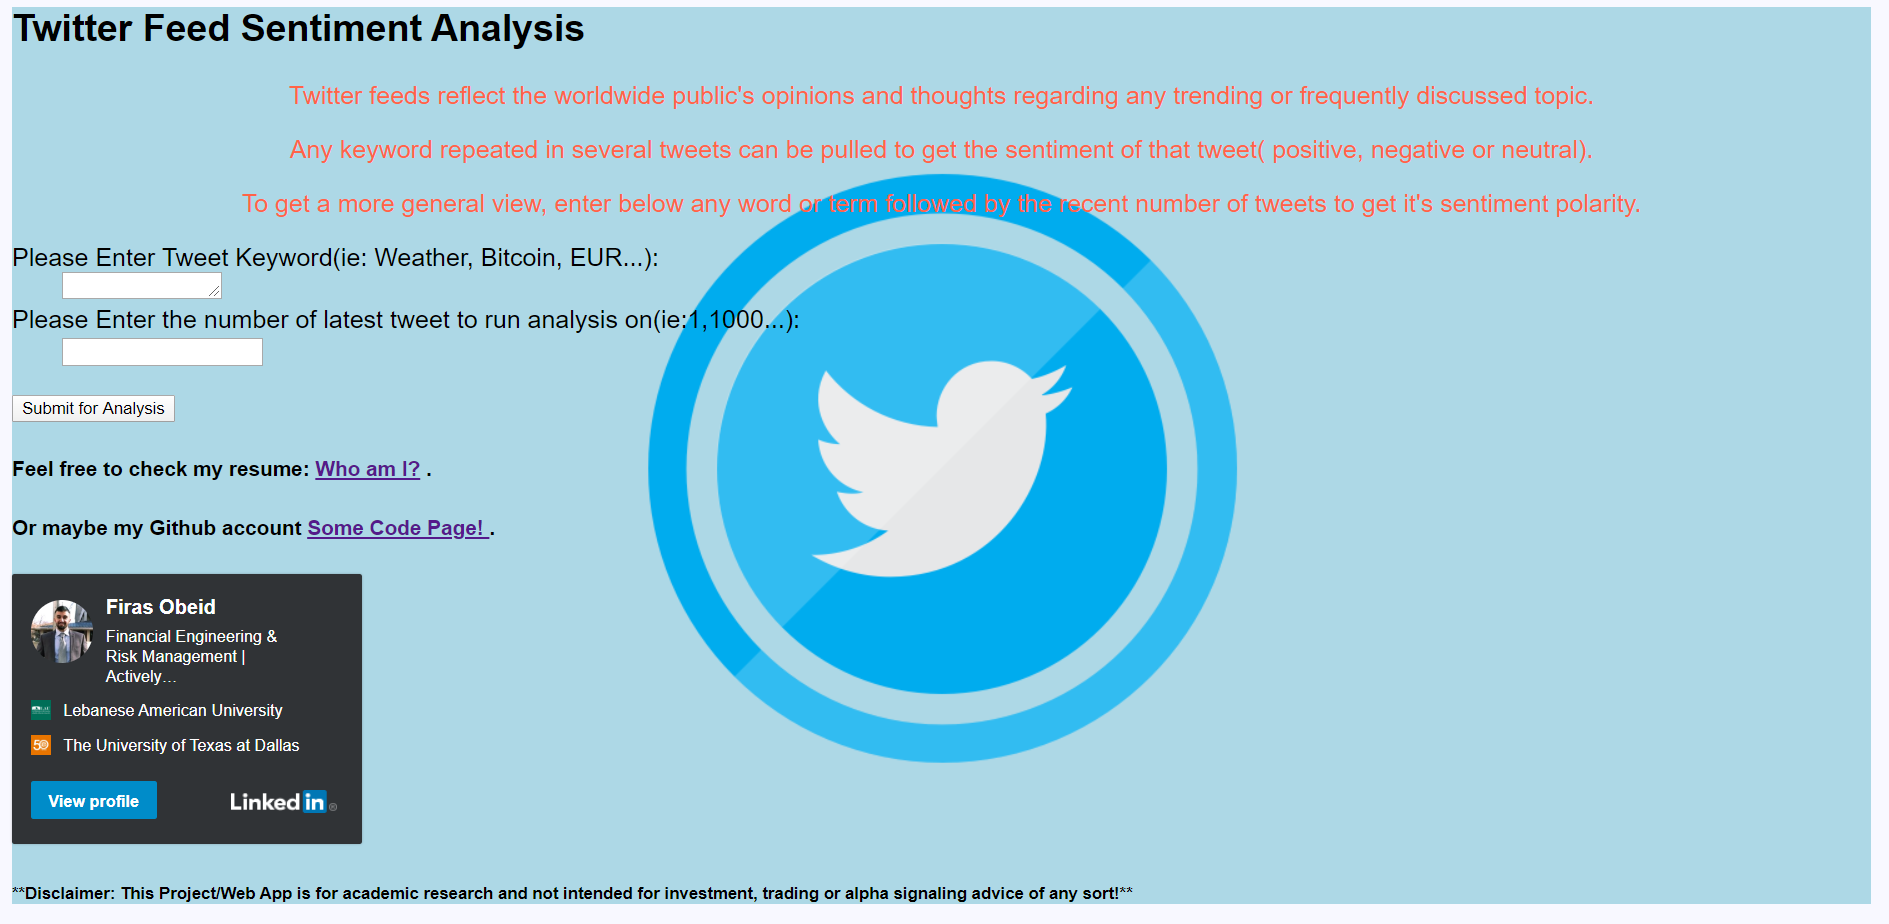 Twitter Feed Sentiment Analysis
Twitter feeds reflect the worldwide public's opinions and thoughts regarding any trending or frequently discussed topic.
Any keyword repeated in several tweets can be pulled to get the sentiment of that tweet( positive, negative or neutral).
To get a more general view, enter below any word or term followed by the recent number of tweets to get it's sentiment polarity.
Please Enter Tweet Keyword(ie: Weather, Bitcoin, EUR...):
Please Enter the number of latest tweet to run analysis on(ie:1,1000...):
Submit for Analysis
Feel free to check my resume: Who am I? .
Or maybe my Github account Some Code Page! .
Firas Obeid
Financial Engineering &
Risk Management |
Actively…
Lebanese American University
50 The University of Texas at Dallas
View profile
LinkedIn®
**Disclaimer: This Project/Web App is for academic research and not intended for investment, trading or alpha signaling advice of any sort!**